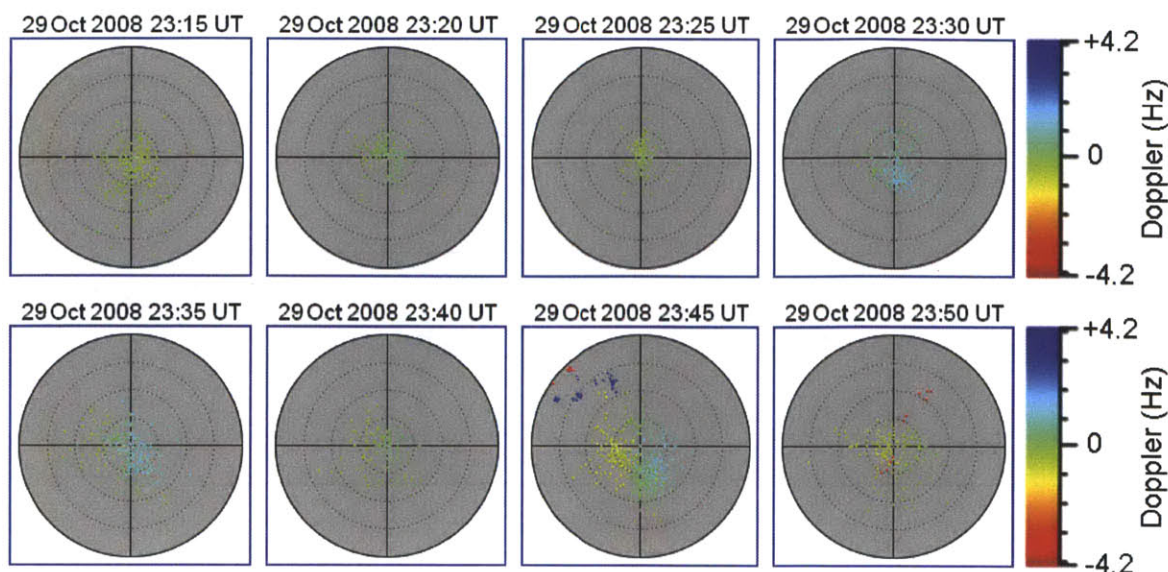 29 Oct 2008 23:15 UT
29 Oct 2008 23:20 UT
29 Oct 2008 23:25 UT
29 Oct 2008 23:30 UT
+4.2
0
-4.2
Doppler (Hz)
29 Oct 2008 23:35 UT
29 Oct 2008 23:40 UT
29 Oct 2008 23:45 UT
29 Oct 2008 23:50 UT
+4.2
0
-4.2
Doppler (Hz)